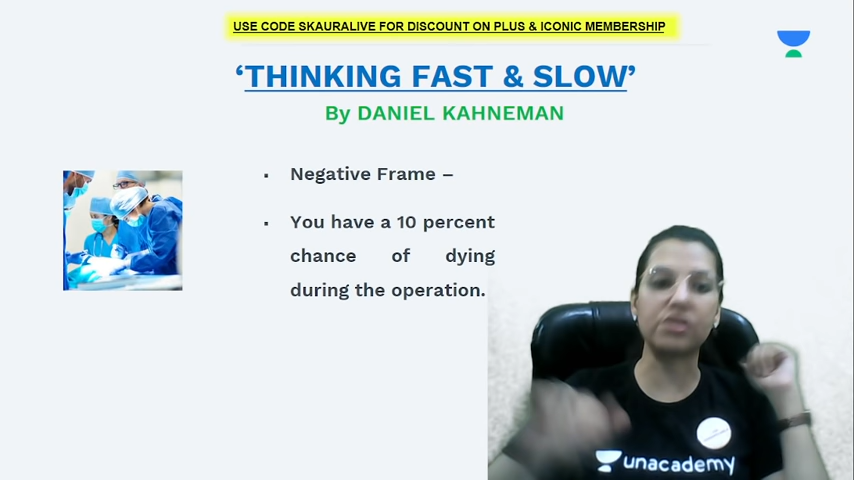 USE CODE SKAURALIVE FOR DISCOUNT ON PLUS & ICONIC MEMBERSHIP
‘THINKING FAST & SLOW’
By DANIEL KAHNEMAN
▪ Negative Frame –
▪ You have a 10 percent
chance of dying
during the operation.
unacademy